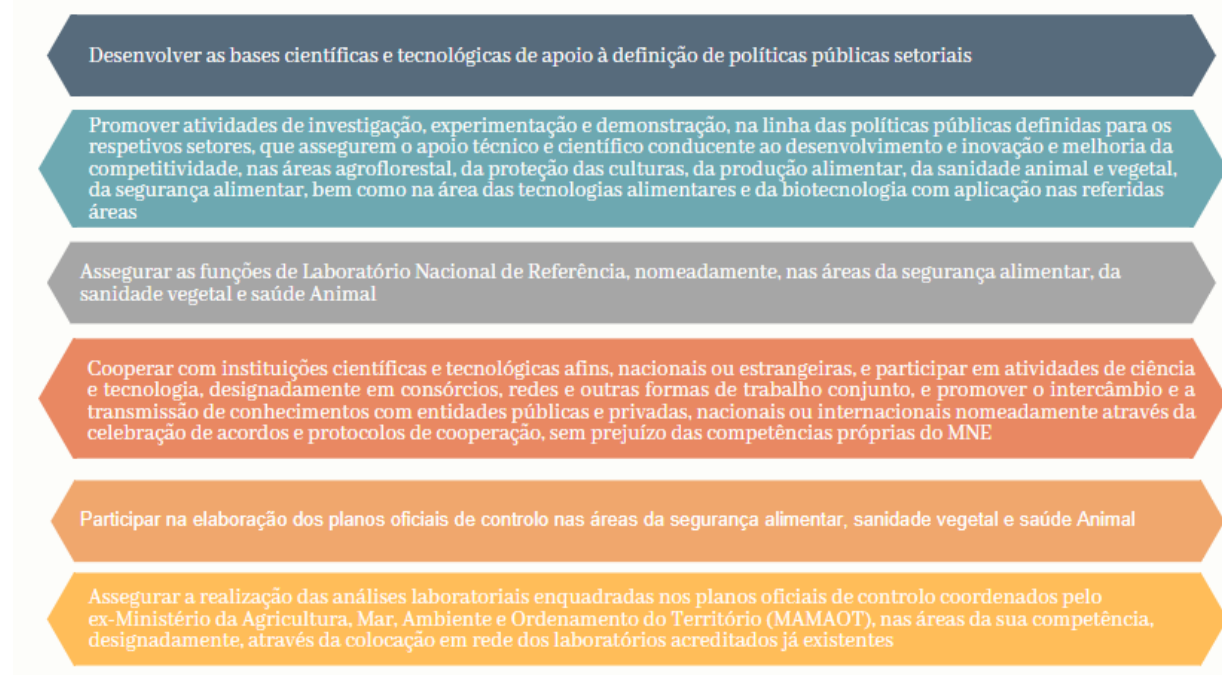 Desenvolver as bases científicas e tecnológicas de apoio à definição de políticas públicas setoriais
Promover atividades de investigação, experimentação e demonstração, na linha das políticas públicas definidas para os
respetivos setores, que assegurem o apoio técnico e científico conducente ao desenvolvimento e inovação e melhoria da
competitividade, nas áreas agroflorestal, da proteção das culturas, da produção alimentar, da sanidade animal e vegetal,
da segurança alimentar, bem como na área das tecnologias alimentares e da biotecnologia com aplicação nas referidas
áreas
Assegurar as funções de Laboratório Nacional de Referência, nomeadamente, nas áreas da segurança alimentar, da
sanidade vegetal e saúde Animal
Cooperar com instituições científicas e tecnológicas afins, nacionais ou estrangeiras, e participar em atividades de ciência
e tecnologia, designadamente em consórcios, redes e outras formas de trabalho conjunto, e promover o intercâmbio e a
transmissão de conhecimentos com entidades públicas e privadas, nacionais ou internacionais nomeadamente através da
celebração de acordos e protocolos de cooperação, sem prejuízo das competências próprias do MNE
Participar na elaboração dos planos oficiais de controlo nas áreas da segurança alimentar, sanidade vegetal e saúde Animal
Assegurar a realização das análises laboratoriais enquadradas nos planos oficiais de controlo coordenados pelo
ex-Ministério da Agricultura, Mar, Ambiente e Ordenamento do Território (MAMAOT), nas áreas da sua competência,
designadamente, através da colocação em rede dos laboratórios acreditados já existentes